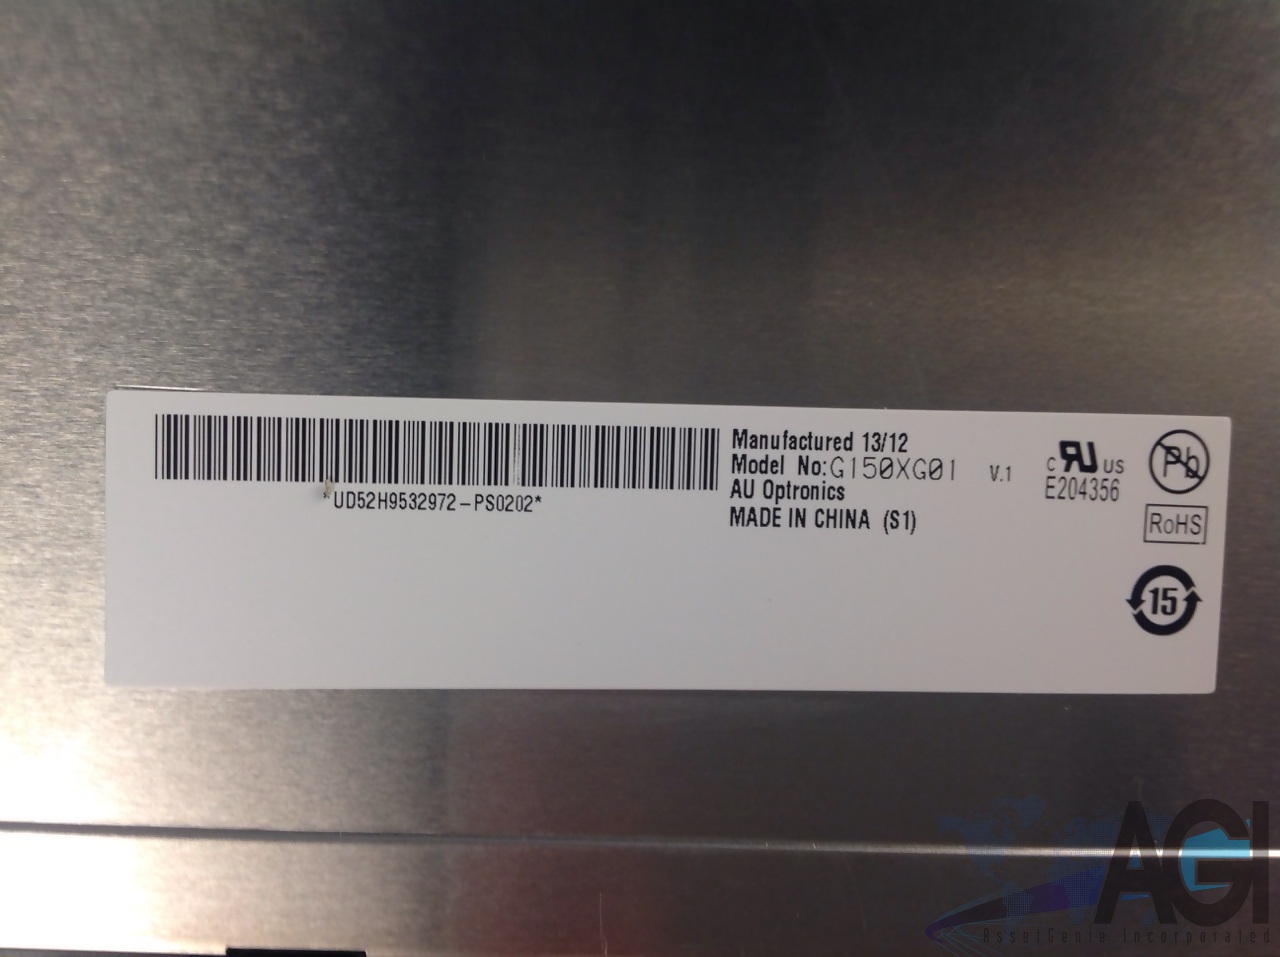 Manufactured 13/12
Model No:G150XG01 V.1
AU Optronics
MADE IN CHINA (S1)
*UD52H9532972-PS0202*
c RU US
E204356
Pb
RoHS
15
AGI
AssetGenie Incorporated